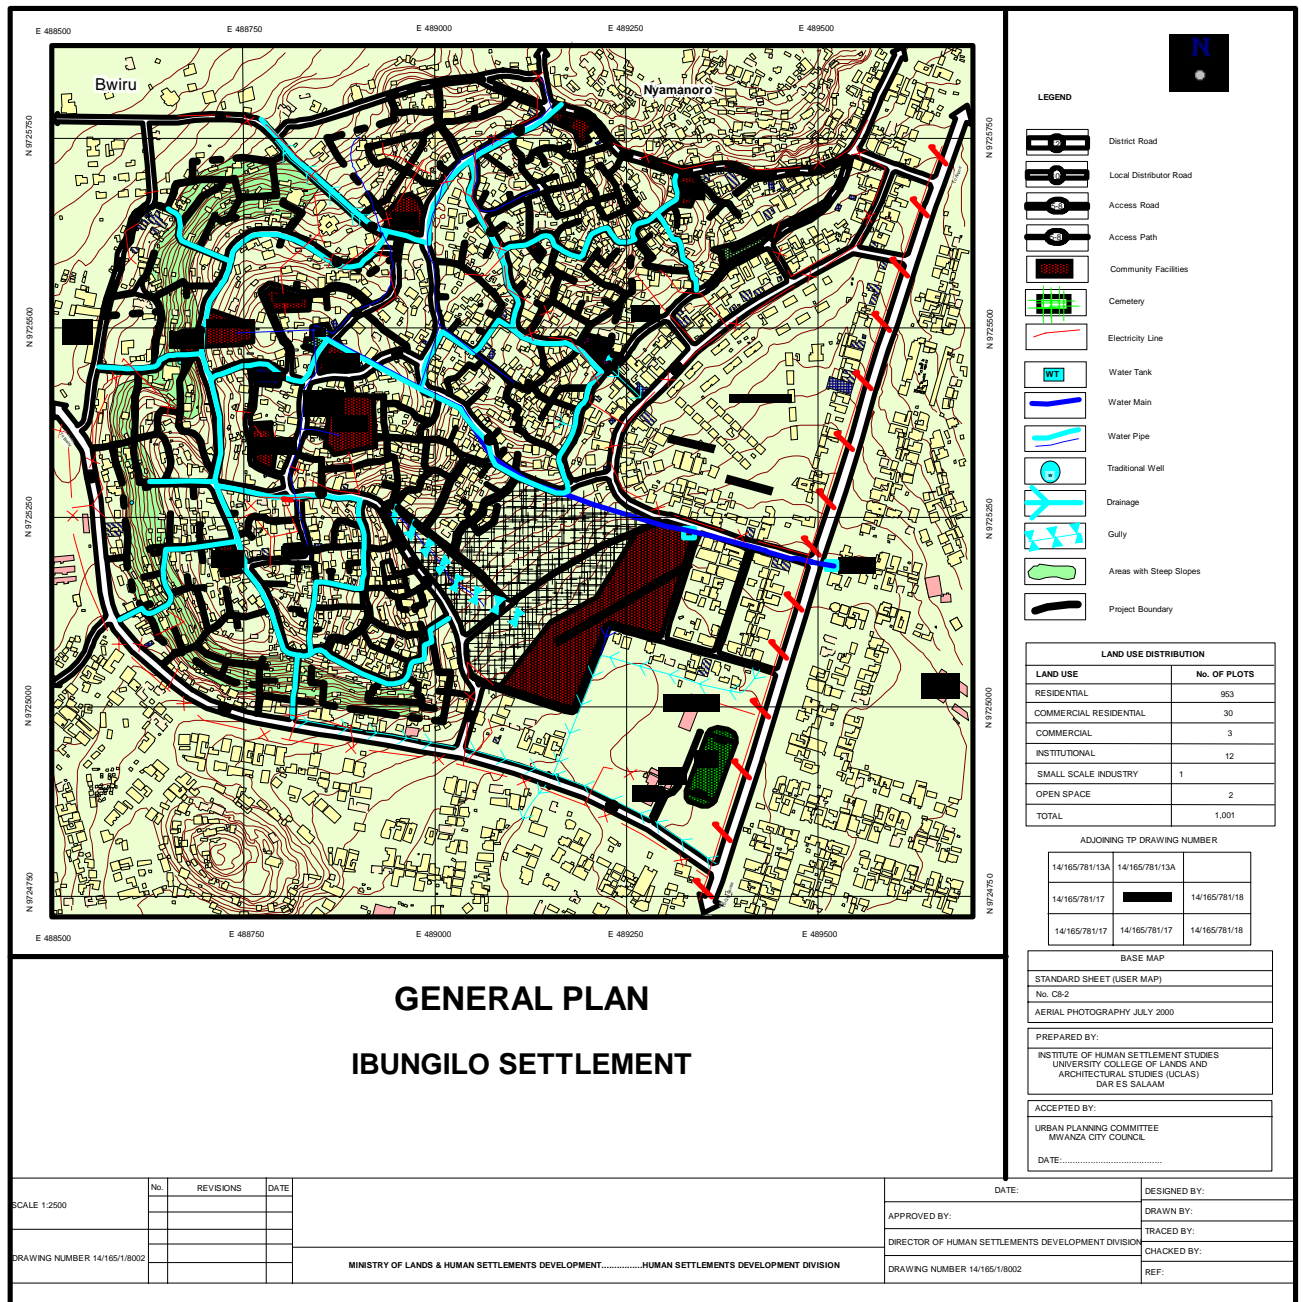 E 488500
E 488750
E 489000
E 489250
E 489500
N 9725750
N 9725500
N 9725250
N 9725000
N 9724750
Bwiru
Nyamanoro
N 9725750
N 9725500
N 9725250
N 9725000
N 9724750
E 488500
E 488750
E 489000
E 489250
E 489500
N
LEGEND
District Road
Local Distributor Road
Access Road
Access Path
Community Facilities
Cemetery
Electricity Line
WT
Water Tank
Water Main
Water Pipe
Traditional Well
Drainage
Gully
Areas with Steep Slopes
Project Boundary
LAND USE DISTRIBUTION
LAND USE No. OF PLOTS
RESIDENTIAL 953
COMMERCIAL RESIDENTIAL 30
COMMERCIAL 3
INSTITUTIONAL 12
SMALL SCALE INDUSTRY 1
OPEN SPACE 2
TOTAL 1,001
ADJOINING TP DRAWING NUMBER
14/165/781/13A 14/165/781/13A
14/165/781/17 14/165/781/18
14/165/781/17 14/165/781/17 14/165/781/18
BASE MAP
STANDARD SHEET (USER MAP)
No. C8-2
AERIAL PHOTOGRAPHY JULY 2000
PREPARED BY:
INSTITUTE OF HUMAN SETTLEMENT STUDIES
UNIVERSITY COLLEGE OF LANDS AND
ARCHITECTURAL STUDIES (UCLAS)
DAR ES SALAAM
ACCEPTED BY:
URBAN PLANNING COMMITTEE
MWANZA CITY COUNCIL
DATE:.......................................
GENERAL PLAN
IBUNGILO SETTLEMENT
SCALE 1:2500
DRAWING NUMBER 14/165/1/8002
No. REVISIONS DATE
MINISTRY OF LANDS & HUMAN SETTLEMENTS DEVELOPMENT................HUMAN SETTLEMENTS DEVELOPMENT DIVISION
DATE:
APPROVED BY:
DIRECTOR OF HUMAN SETTLEMENTS DEVELOPMENT DIVISION
DRAWING NUMBER 14/165/1/8002
DESIGNED BY:
DRAWN BY:
TRACED BY:
CHACKED BY:
REF: